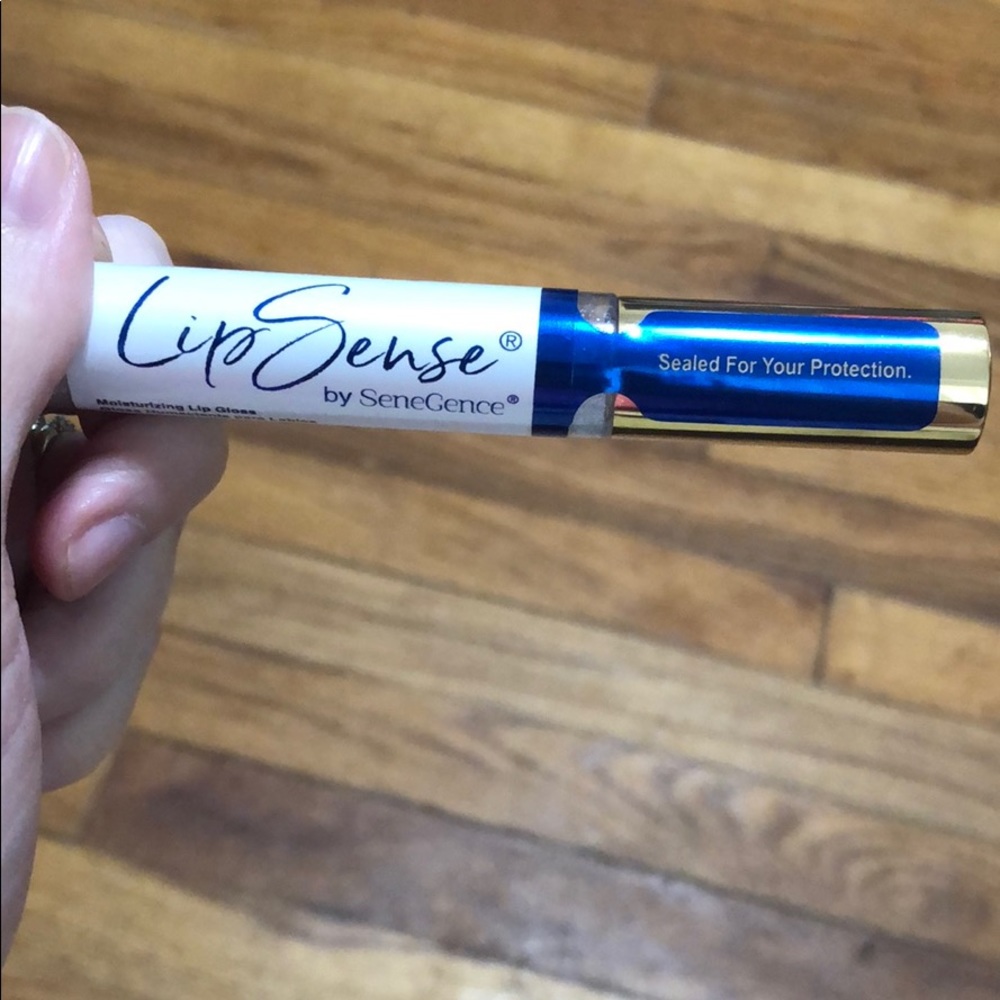 LipSense®
by SeneGence®
Moisturizing Lip Gloss
Sealed For Your Protection.